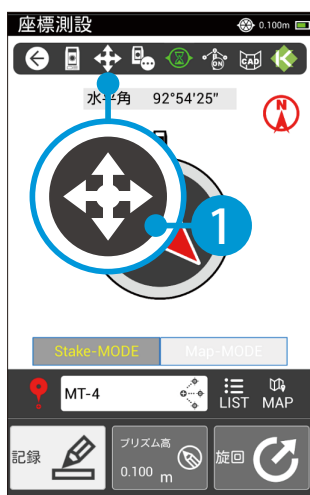 座標測設
0.100m
ON
CAD
水平角 92°54'25"
N
1
Stake-MODE
Map-MODE
MT-4
LIST
MAP
記録
プリズム高
0.100 m
旋回